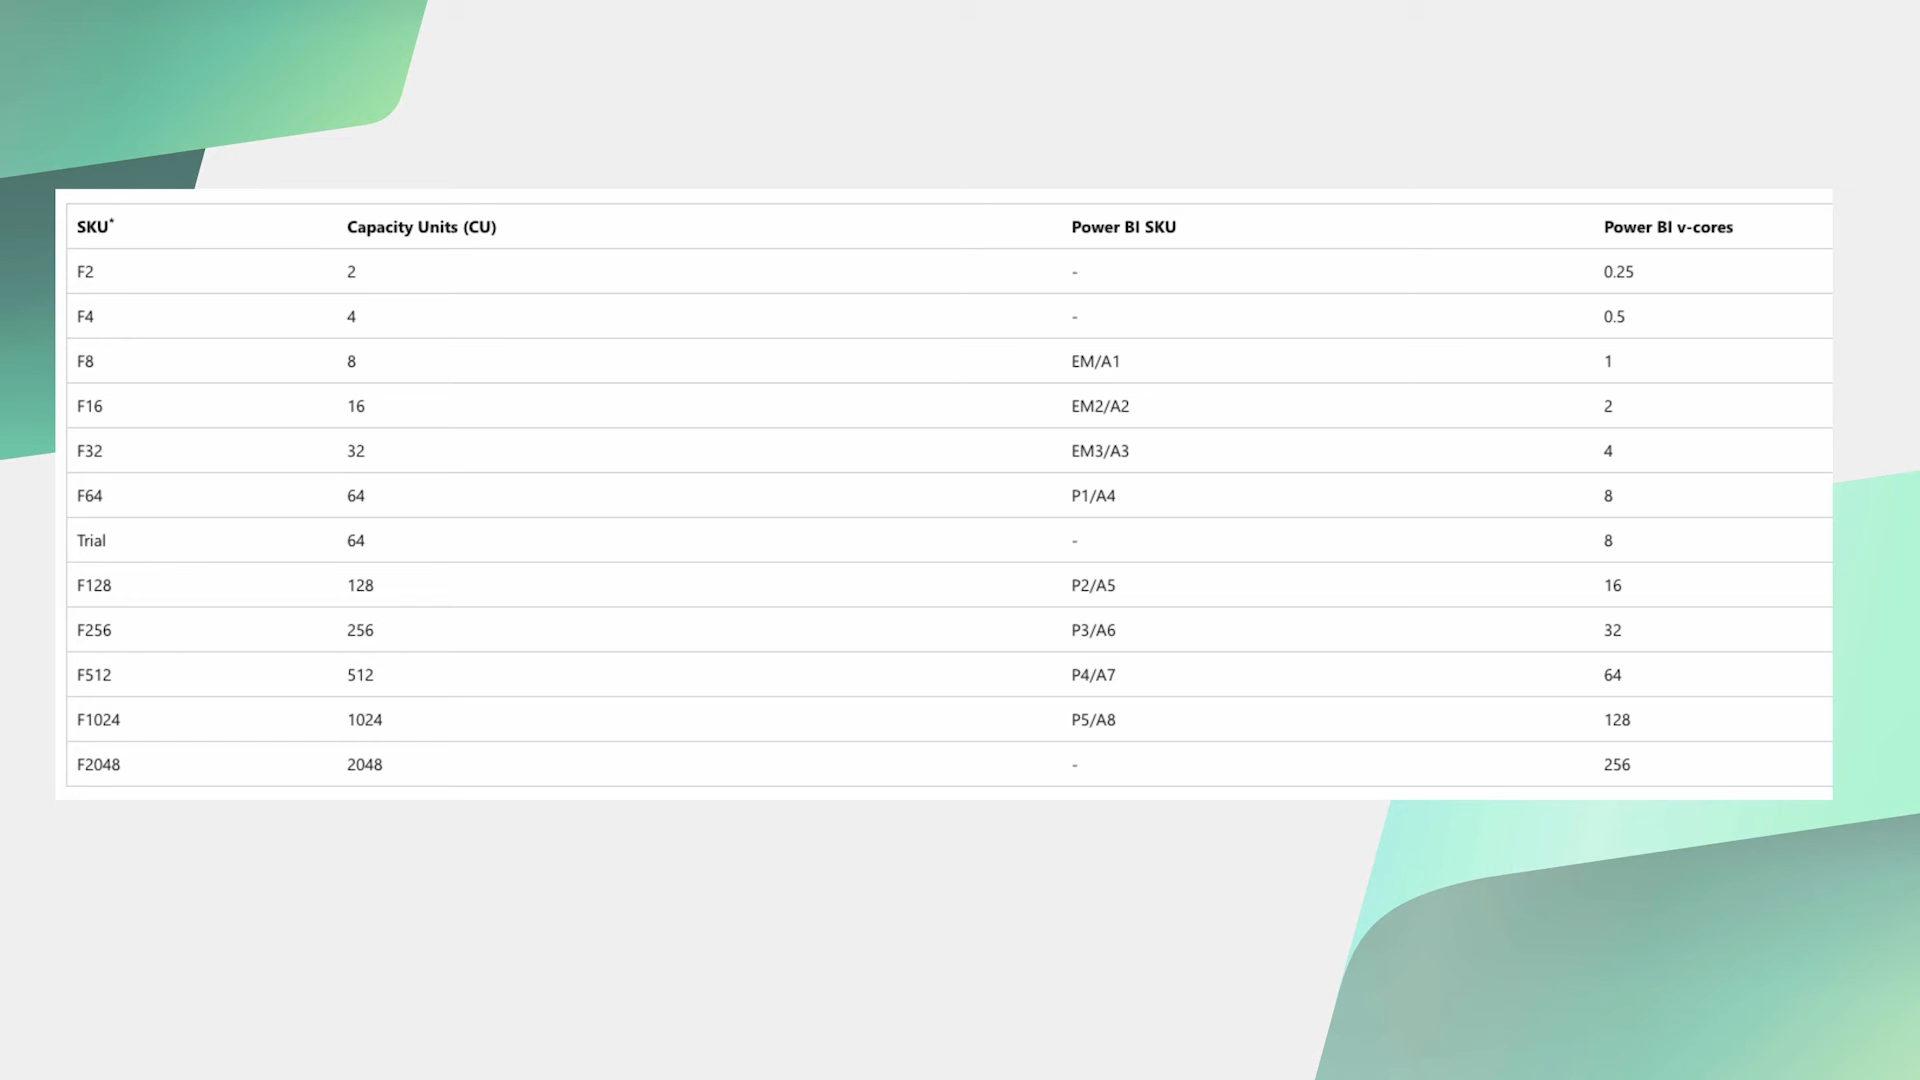 SKU* Capacity Units (CU) Power BI SKU Power BI v-cores
F2 2 - 0.25
F4 4 - 0.5
F8 8 EM/A1 1
F16 16 EM2/A2 2
F32 32 EM3/A3 4
F64 64 P1/A4 8
Trial 64 - 8
F128 128 P2/A5 16
F256 256 P3/A6 32
F512 512 P4/A7 64
F1024 1024 P5/A8 128
F2048 2048 - 256